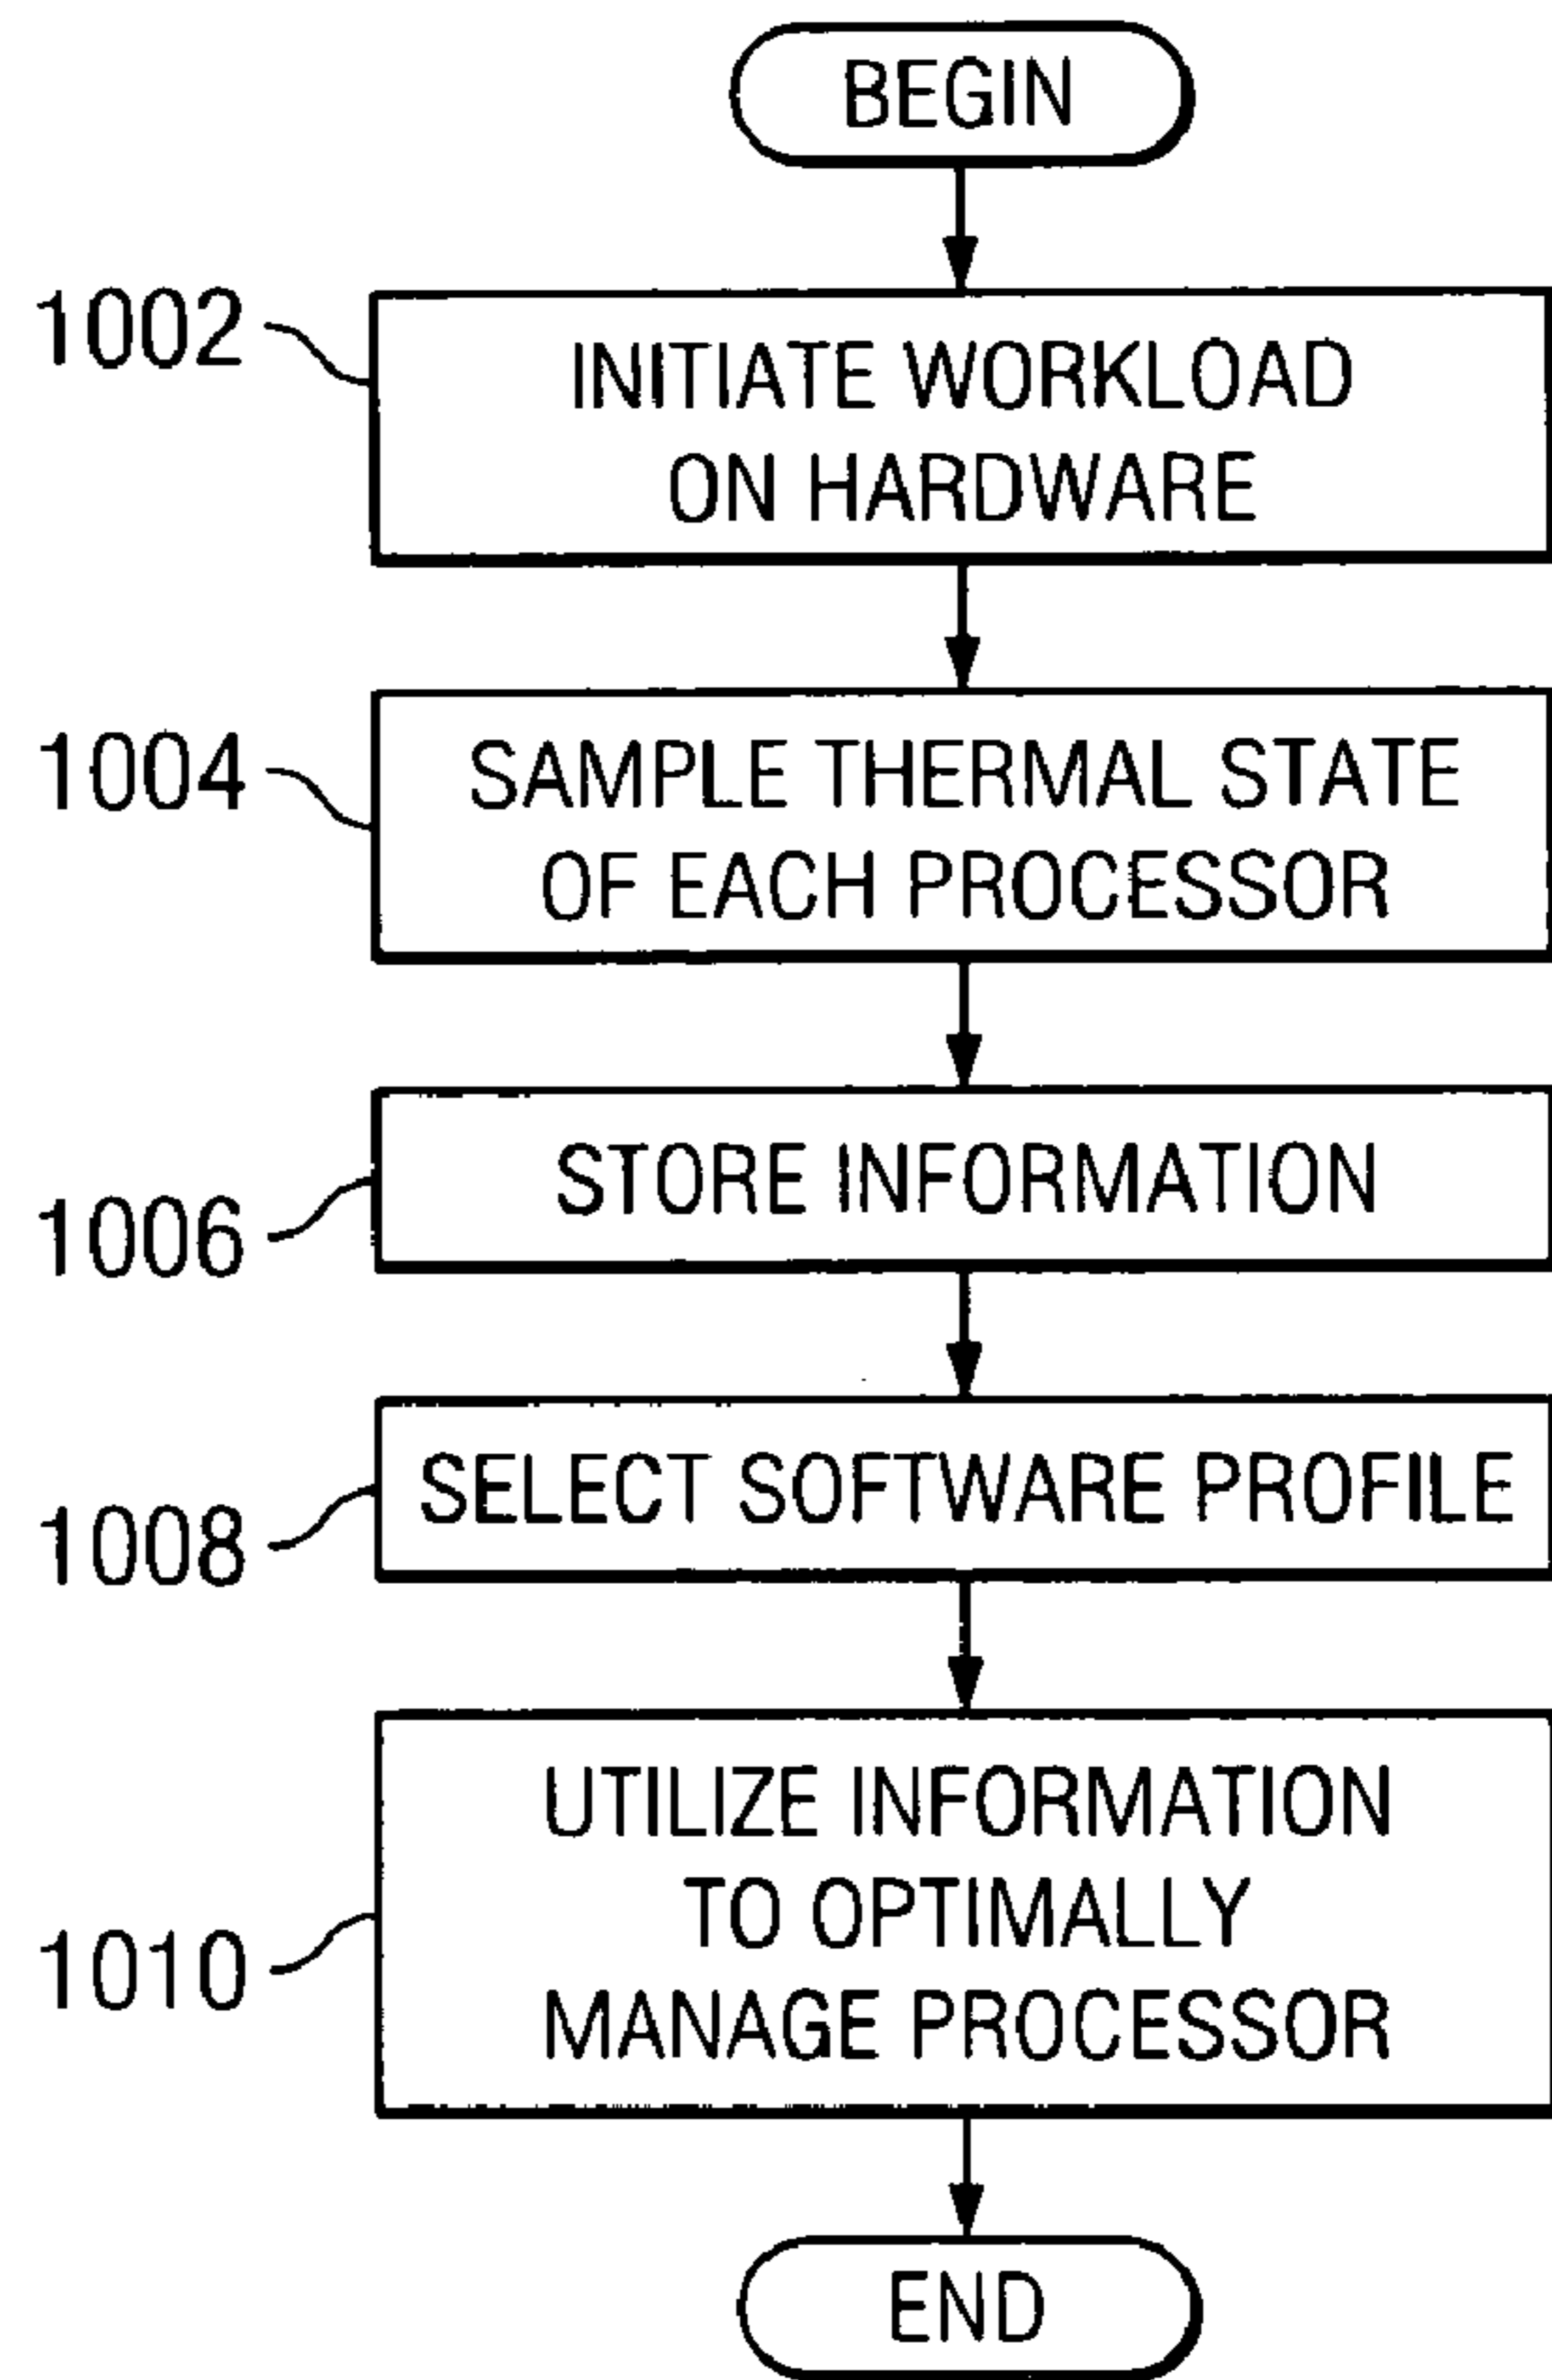 BEGIN
1002
INITIATE WORKLOAD
ON HARDWARE
1004
SAMPLE THERMAL STATE
OF EACH PROCESSOR
1006
STORE INFORMATION
1008
SELECT SOFTWARE PROFILE
1010
UTILIZE INFORMATION
TO OPTIMALLY
MANAGE PROCESSOR
END